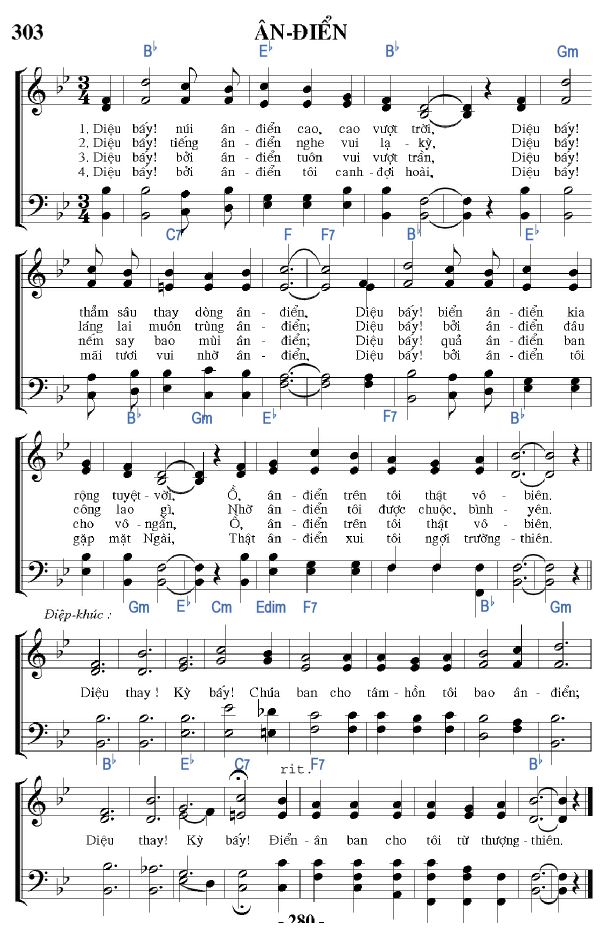 303 ÂN-ĐIỂN
B♭ E♭ B♭ Gm
1. Diệu bấy! núi ân - điển cao, cao vượt trời, Diệu bấy!
2. Diệu bấy! tiếng ân - điển nghe vui lạ - kỳ, Diệu bấy!
3. Diệu bấy! bởi ân - điển tuôn vui vượt trần, Diệu bấy!
4. Diệu bấy! bởi ân - điển tôi canh - đợi hoài, Diệu bấy!
C7 F F7 B♭ E♭
thẳm sâu thay dòng ân - điển, Diệu bấy! biển ân - điển kia
láng lai muôn trùng ân - điển; Diệu bấy! bởi ân - điển đâu
nếm say bao mùi ân - điển; Diệu bấy! quả ân - điển ban
mãi tươi vui nhờ ân - điển, Diệu bấy! bởi ân - điển tôi
B♭ Gm E♭ F7 B♭
rộng tuyệt - vời, Ồ, ân - điển trên tôi thật vô - biên.
công lao gì, Nhờ ân - điển tôi được chuộc, bình - yên.
cho vô - ngần, Ồ, ân - điển trên tôi thật vô - biên.
gặp mặt Ngài, Thật ân - điển xui tôi ngợi trường - thiên.
Điệp-khúc : Gm E♭ Cm Edim F7 B♭ Gm
Diệu thay ! Kỳ bấy! Chúa ban cho tâm - hồn tôi bao ân - điển;
B♭ E♭ C7 rit. F7 B♭
Diệu thay! Kỳ bấy! Điển - ân ban cho tôi từ thượng - thiên.
- 280 -